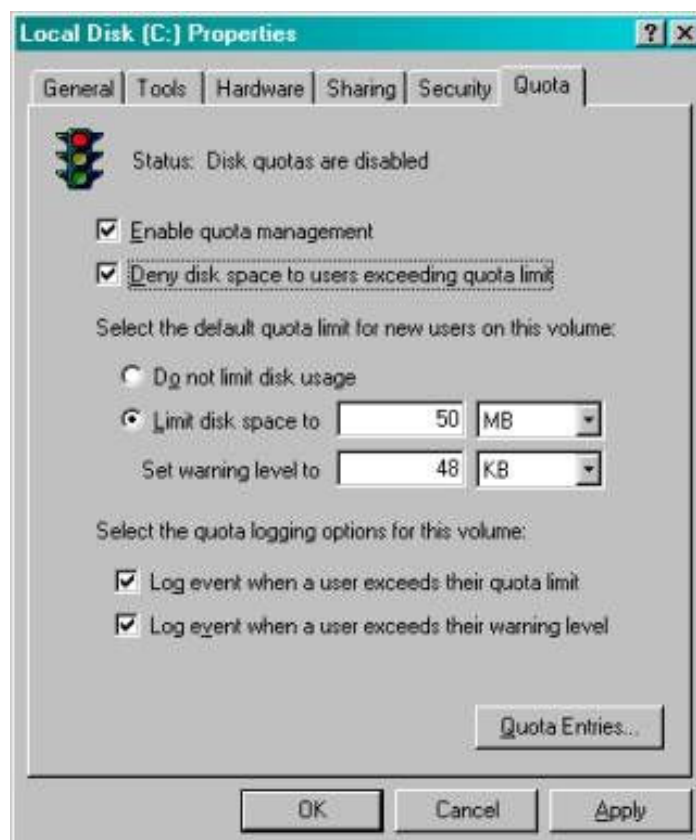 Local Disk (C:) Properties
General Tools Hardware Sharing Security Quota
Status: Disk quotas are disabled
Enable quota management
Deny disk space to users exceeding quota limit
Select the default quota limit for new users on this volume:
Do not limit disk usage
Limit disk space to 50 MB
Set warning level to 48 KB
Select the quota logging options for this volume:
Log event when a user exceeds their quota limit
Log event when a user exceeds their warning level
Quota Entries...
OK Cancel Apply